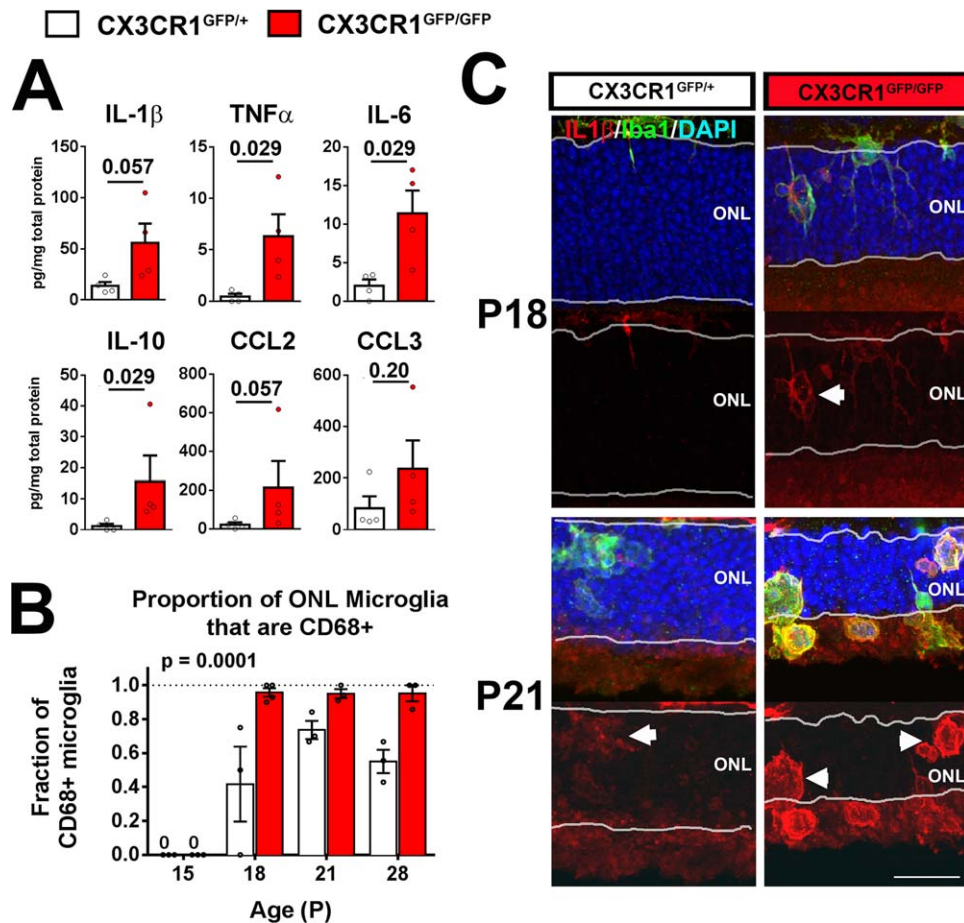 CX3CR1GFP/+ CX3CR1GFP/GFP
A
IL-1β TNFα IL-6
0.057 0.029 0.029
pg/mg total protein
150
100
50
0
15
10
5
0
20
15
10
5
0
IL-10 CCL2 CCL3
0.029 0.057 0.20
pg/mg total protein
50
40
30
20
10
0
800
600
400
200
0
600
400
200
0
B
Proportion of ONL Microglia
that are CD68+
p = 0.0001
Fraction of
CD68+ microglia
1.0
0.8
0.6
0.4
0.2
0.0
0 0
15 18 21 28
Age (P)
C
CX3CR1GFP/+ CX3CR1GFP/GFP
IL1β/Iba1/DAPI
ONL ONL
P18
ONL ONL
ONL ONL
P21
ONL ONL